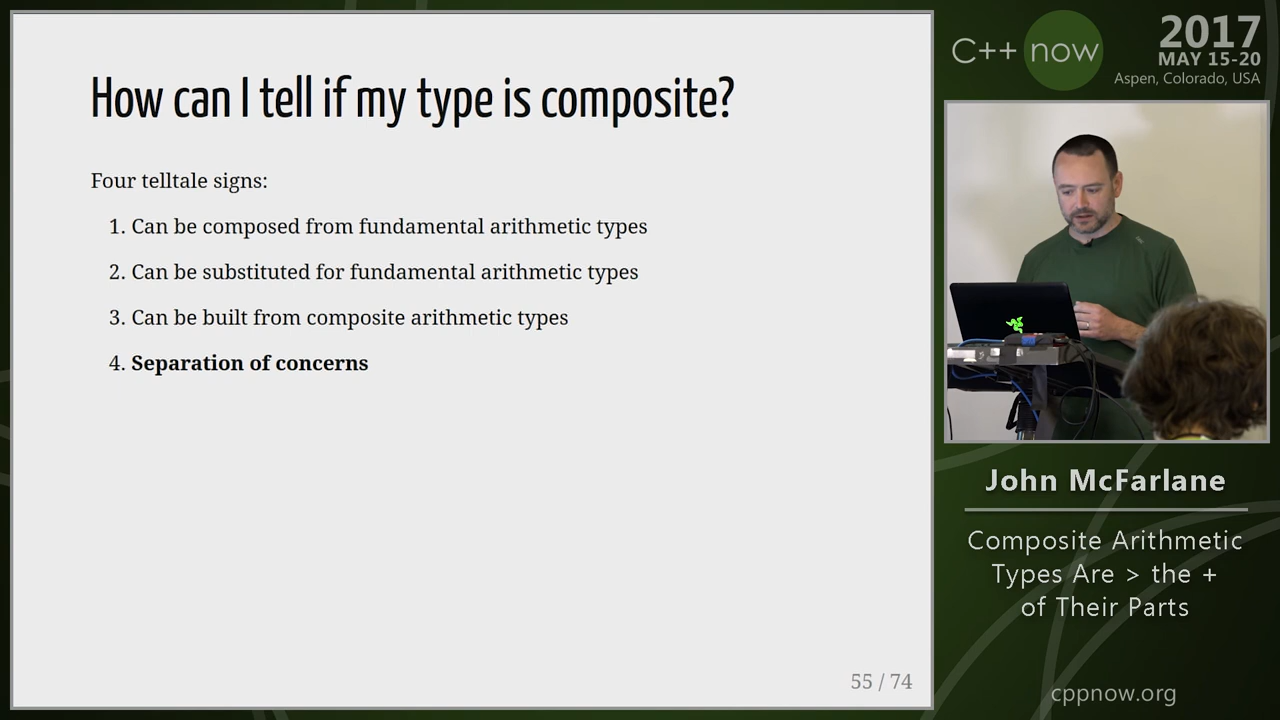 How can I tell if my type is composite?
Four telltale signs:
1. Can be composed from fundamental arithmetic types
2. Can be substituted for fundamental arithmetic types
3. Can be built from composite arithmetic types
4. Separation of concerns
55 / 74
C++ now
2017
MAY 15-20
Aspen, Colorado, USA
John McFarlane
Composite Arithmetic
Types Are > the +
of Their Parts
cppnow.org